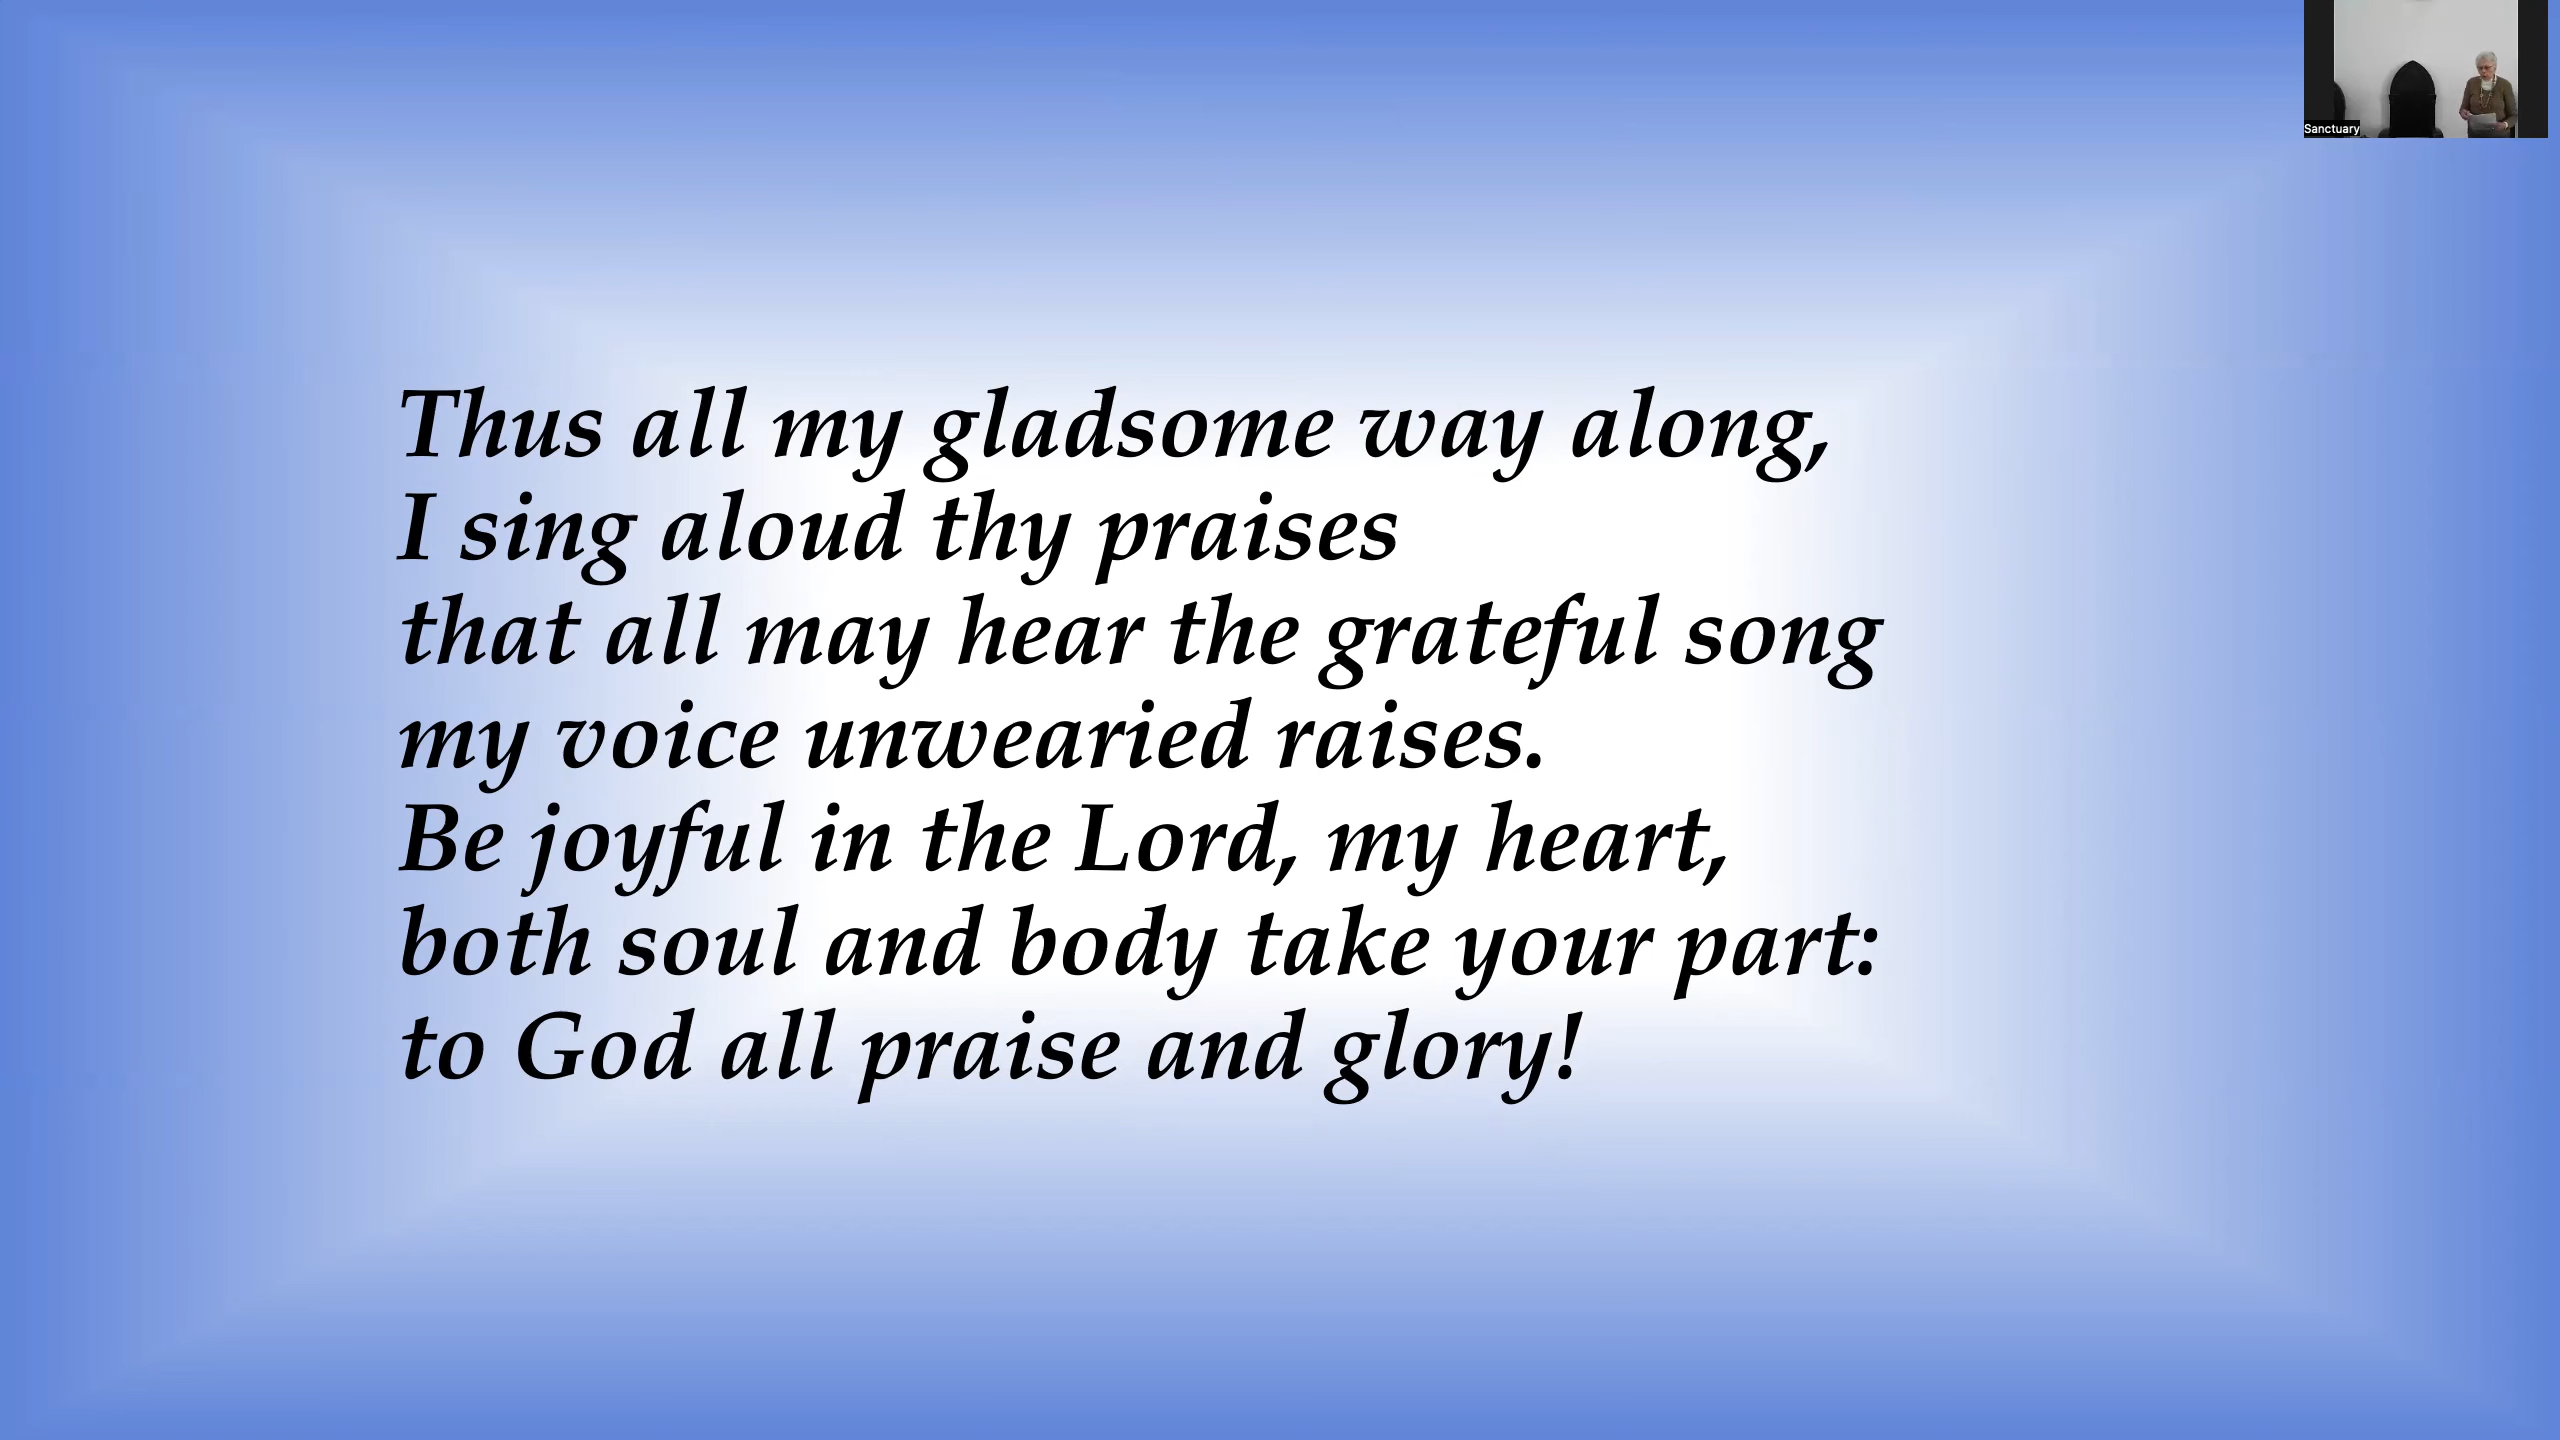 Sanctuary
Thus all my gladsome way along,
I sing aloud thy praises
that all may hear the grateful song
my voice unwearied raises.
Be joyful in the Lord, my heart,
both soul and body take your part:
to God all praise and glory!